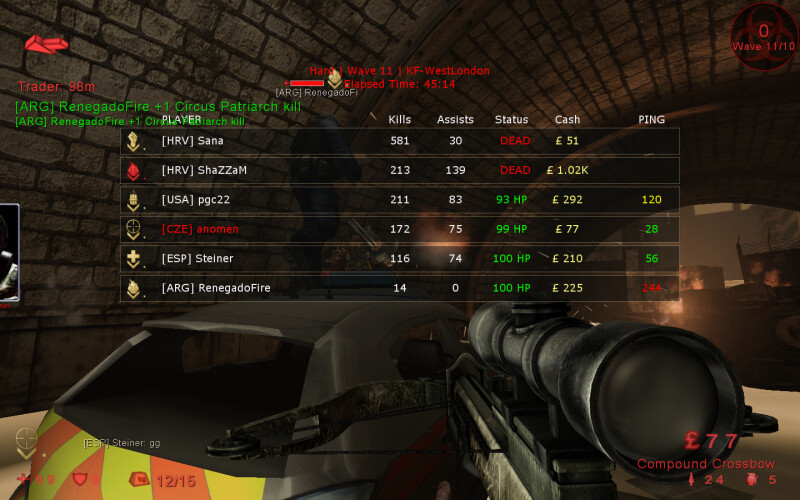 0
Wave 11/10
Hard | Wave 11 | KF-WestLondon
Elapsed Time: 45:14
Trader: 98m
[ARG] RenegadoFi
[ARG] RenegadoFire +1 Circus Patriarch kill
[ARG] RenegadoFire +1 Circus Patriarch kill
PLAYER Kills Assists Status Cash PING
[HRV] Sana 581 30 DEAD £ 51
[HRV] ShaZZaM 213 139 DEAD £ 1.02K
[USA] pgc22 211 83 93 HP £ 292 120
[CZE] anomen 172 75 99 HP £ 77 28
[ESP] Steiner 116 74 100 HP £ 210 56
[ARG] RenegadoFire 14 0 100 HP £ 225 244
[ESP] Steiner: gg
£77
Compound Crossbow
12/15
24 5